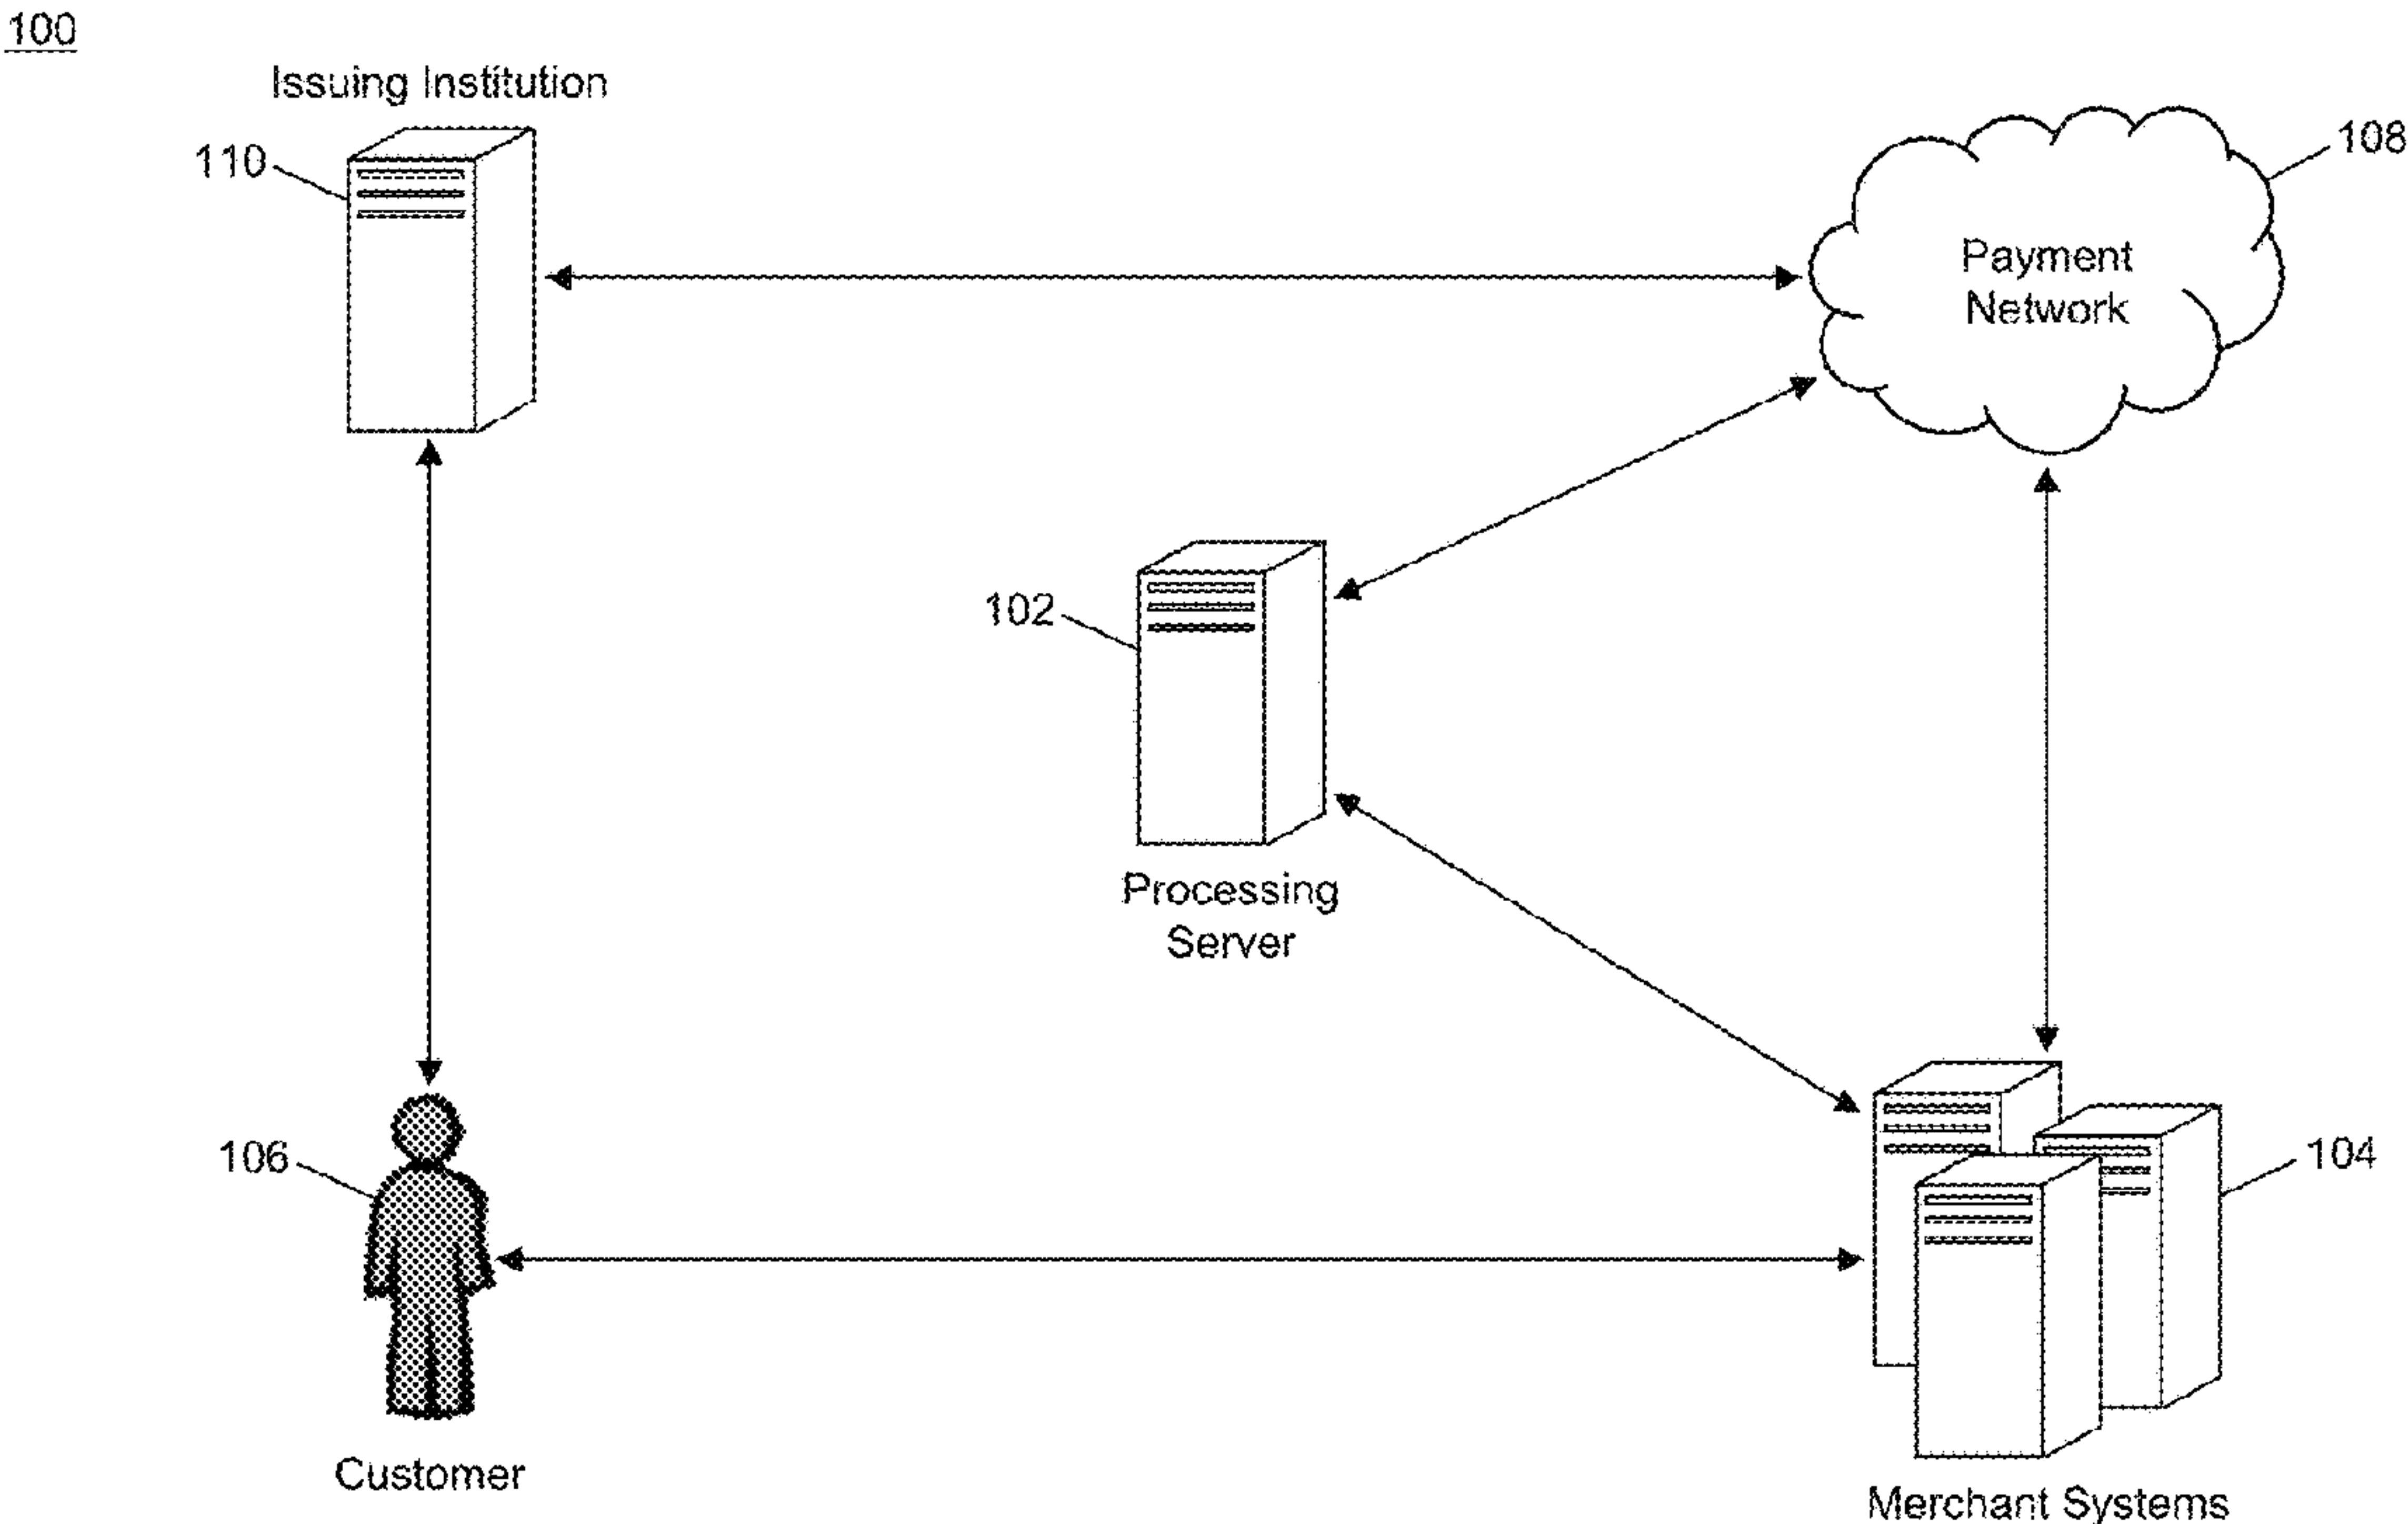 100
Issuing Institution
110
108
Payment
Network
102
Processing
Server
106
104
Customer
Merchant Systems